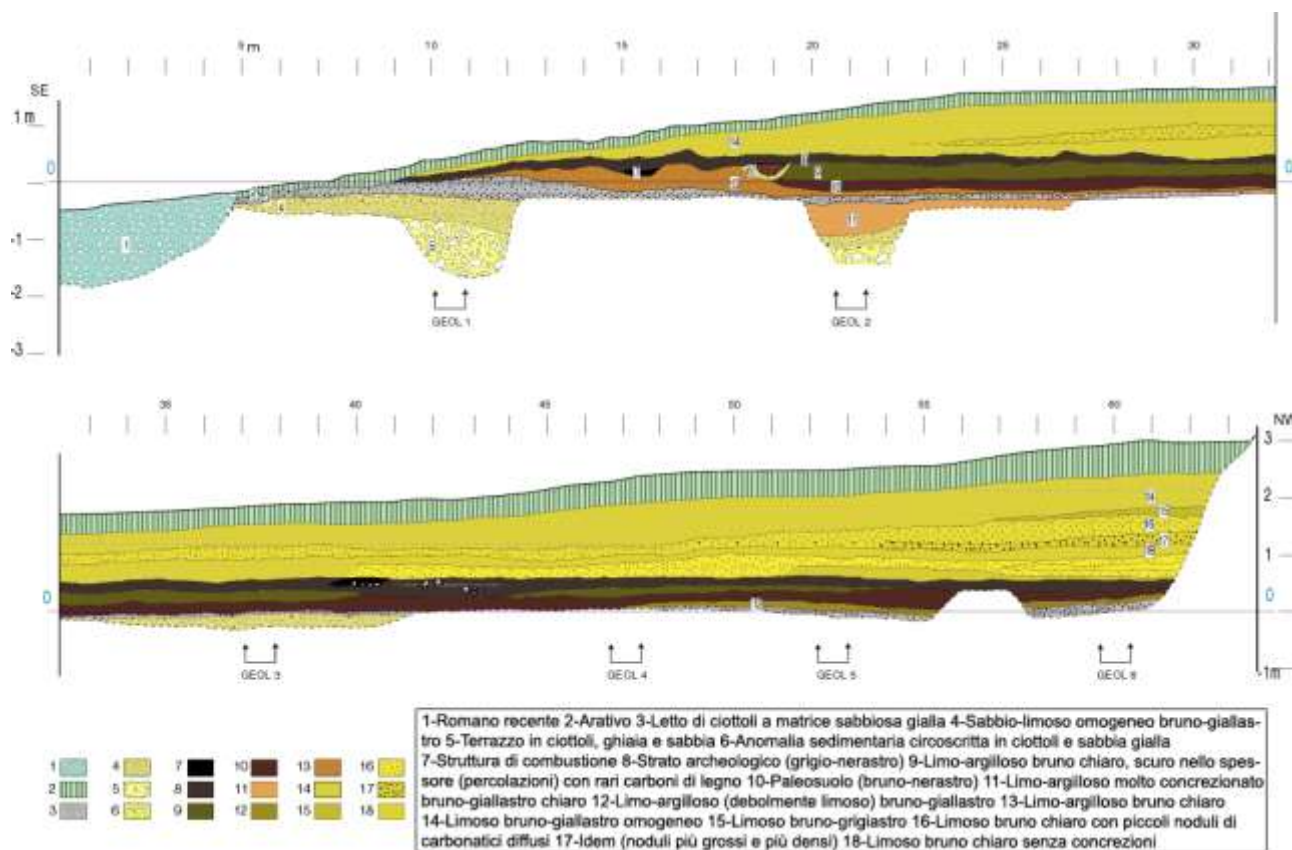 5 m 10 15 20 25 30
SE
1m
0
0
-1
-2
-3
14
1
GEOL 1
GEOL 2
35 40 45 50 55 60
NW
3
2
1
0
0
-1m
14
16
17
GEOL 3
GEOL 4
GEOL 5
GEOL 6
1 4 7 10 13 16
2 5 8 11 14 17
3 6 9 12 15 18
1-Romano recente 2-Arativo 3-Letto di ciottoli a matrice sabbiosa gialla 4-Sabbio-limoso omogeneo bruno-giallas-
tro 5-Terrazzo in ciottoli, ghiaia e sabbia 6-Anomalia sedimentaria circoscritta in ciottoli e sabbia gialla
7-Struttura di combustione 8-Strato archeologico (grigio-nerastro) 9-Limo-argilloso bruno chiaro, scuro nello spes-
sore (percolazioni) con rari carboni di legno 10-Paleosuolo (bruno-nerastro) 11-Limo-argilloso molto concrezionato
bruno-giallastro chiaro 12-Limo-argilloso (debolmente limoso) bruno-giallastro 13-Limo-argilloso bruno chiaro
14-Limoso bruno-giallastro omogeneo 15-Limoso bruno-grigiastro 16-Limoso bruno chiaro con piccoli noduli di
carbonatici diffusi 17-Idem (noduli più grossi e più densi) 18-Limoso bruno chiaro senza concrezioni